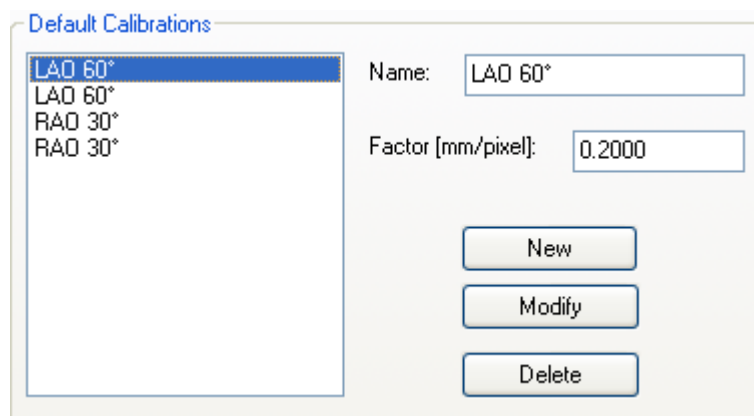 Default Calibrations
LAO 60°
LAO 60°
RAO 30°
RAO 30°
Name: LAO 60°
Factor [mm/pixel]: 0.2000
New
Modify
Delete